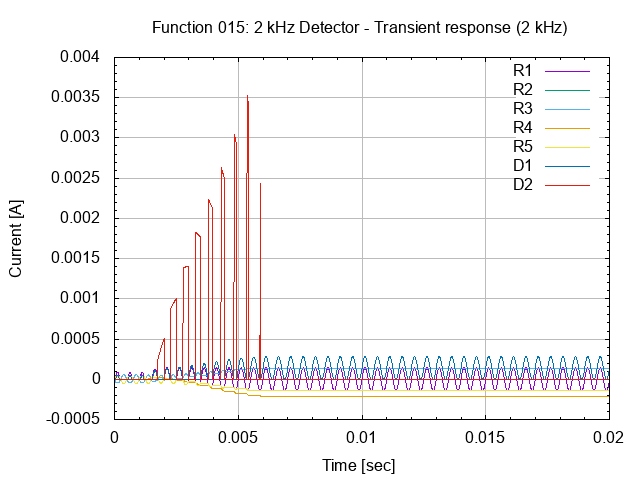 Function 015: 2 kHz Detector - Transient response (2 kHz)
0.004
0.0035
0.003
0.0025
0.002
0.0015
0.001
0.0005
0
-0.0005
Current [A]
R1
R2
R3
R4
R5
D1
D2
0 0.005 0.01 0.015 0.02
Time [sec]